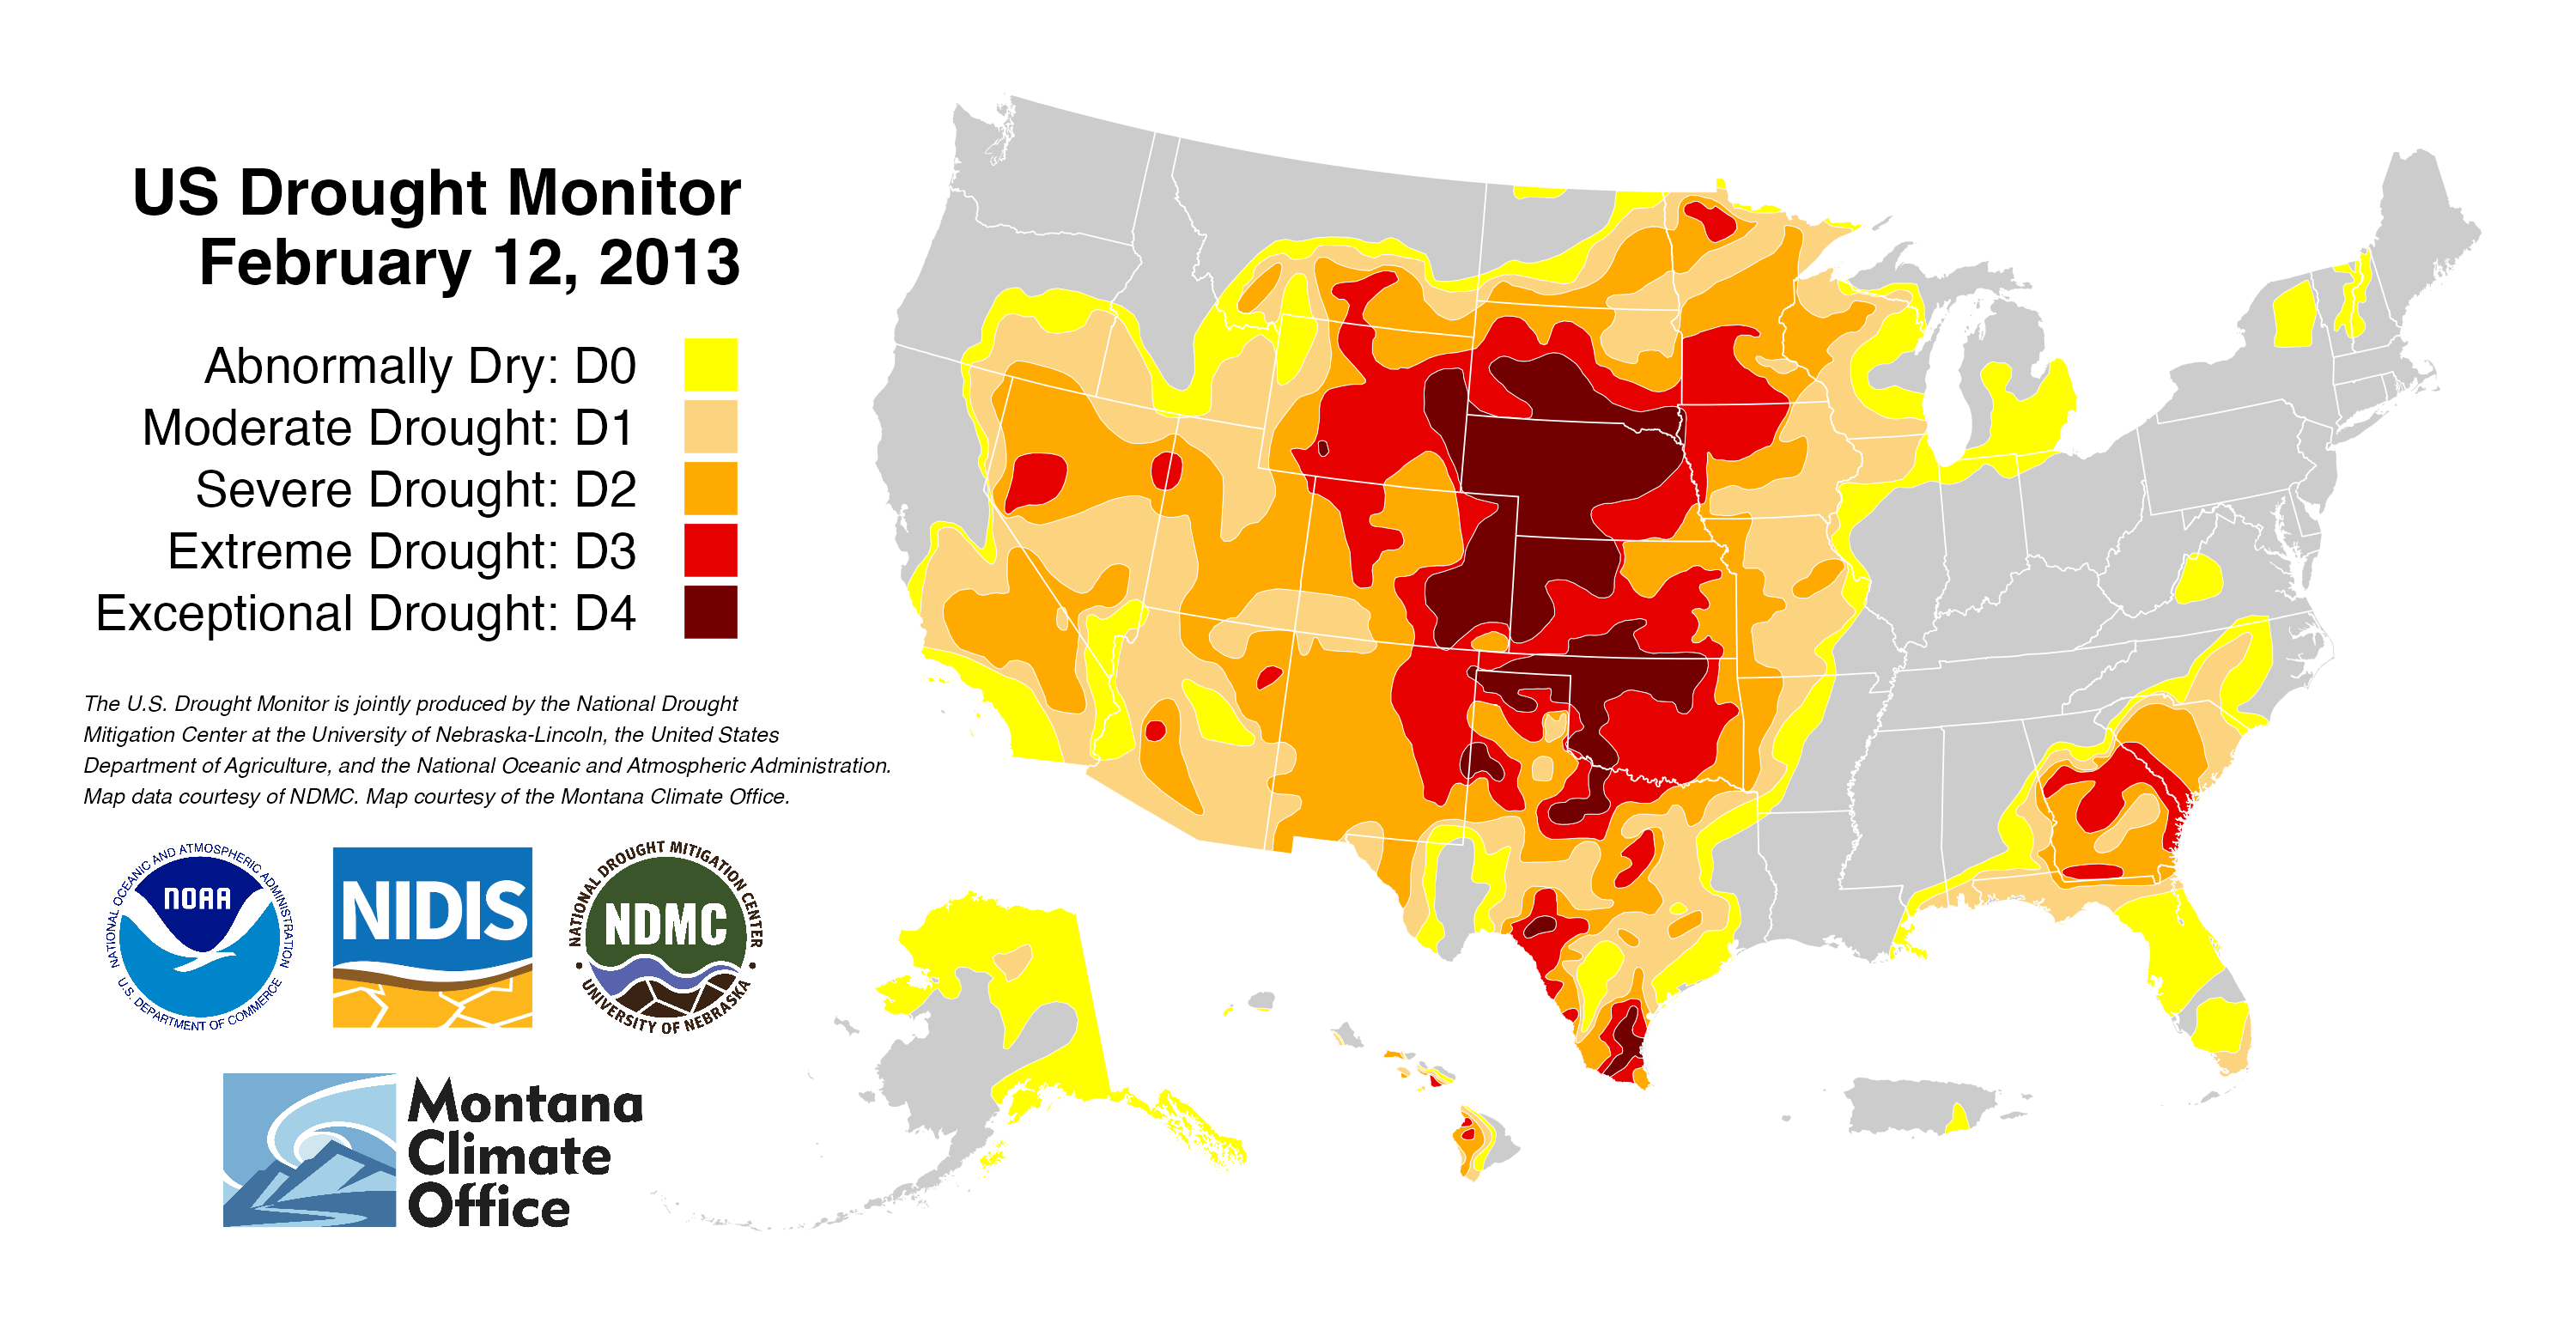 US Drought Monitor
February 12, 2013
Abnormally Dry: D0
Moderate Drought: D1
Severe Drought: D2
Extreme Drought: D3
Exceptional Drought: D4
The U.S. Drought Monitor is jointly produced by the National Drought
Mitigation Center at the University of Nebraska-Lincoln, the United States
Department of Agriculture, and the National Oceanic and Atmospheric Administration.
Map data courtesy of NDMC. Map courtesy of the Montana Climate Office.
NATIONAL OCEANIC AND ATMOSPHERIC ADMINISTRATION
NOAA
U.S. DEPARTMENT OF COMMERCE
NIDIS
NATIONAL DROUGHT MITIGATION CENTER
NDMC
UNIVERSITY OF NEBRASKA
Montana
Climate
Office